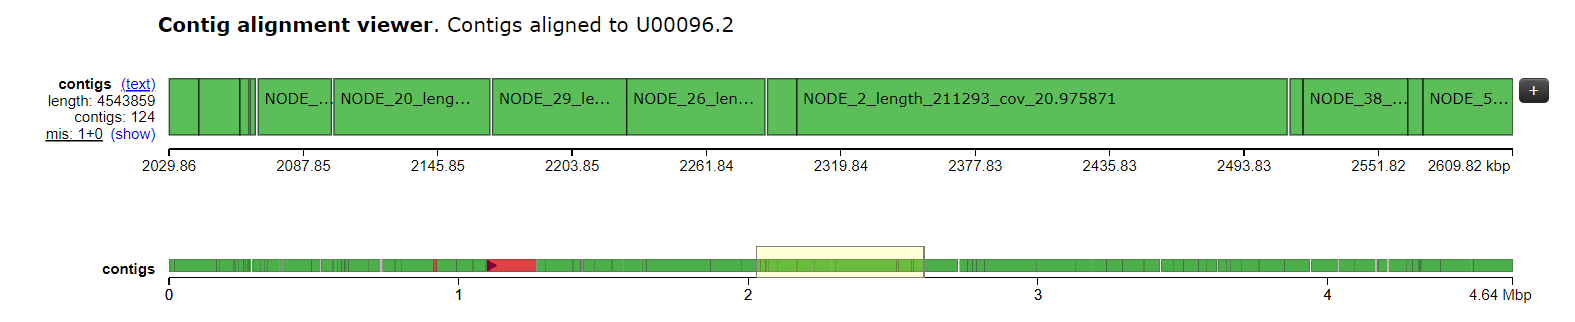 Contig alignment viewer. Contigs aligned to U00096.2
contigs (text)
length: 4543859
contigs: 124
mis: 1+0 (show)
NODE_... NODE_20_leng... NODE_29_le... NODE_26_len... NODE_2_length_211293_cov_20.975871 NODE_38_... NODE_5...
+
2029.86 2087.85 2145.85 2203.85 2261.84 2319.84 2377.83 2435.83 2493.83 2551.82 2609.82 kbp
contigs
0 1 2 3 4 4.64 Mbp